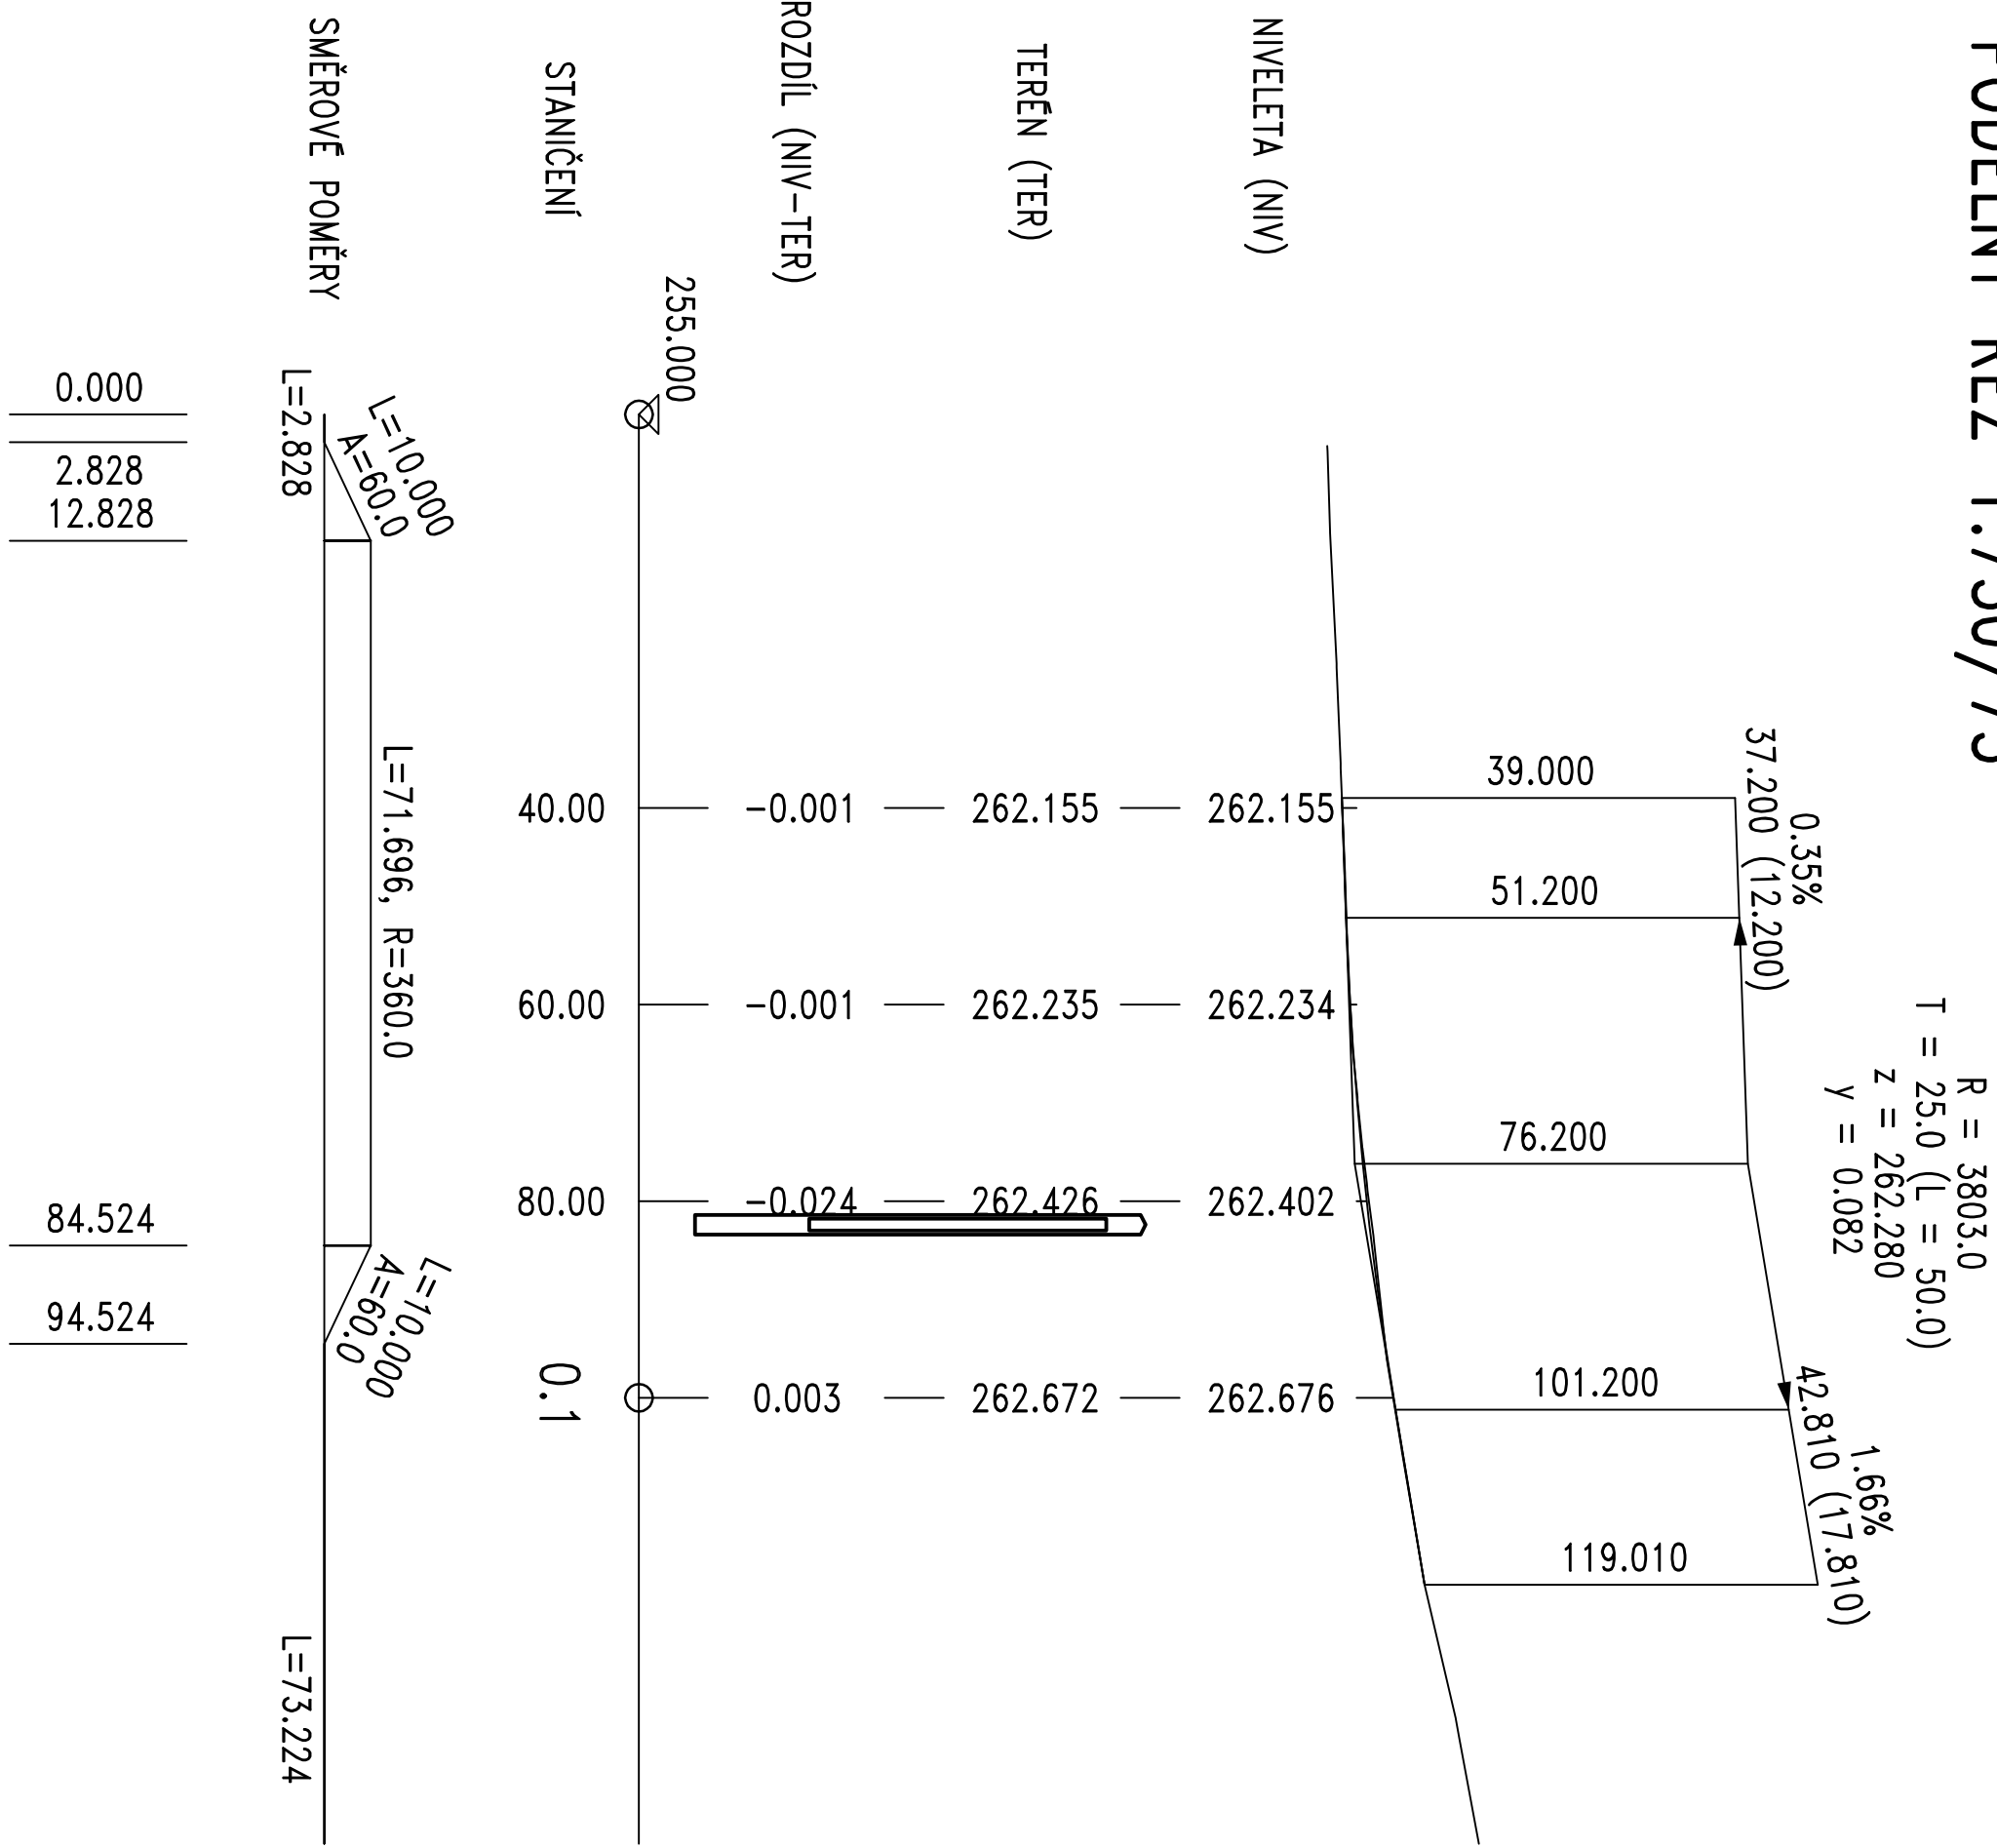 R = 3803.0
T = 25.0 (L = 50.0)
z = 262.280
y = 0.082
0.35%
37.200 (12.200)
1.66%
42.810 (17.810)
39.000
51.200
76.200
101.200
119.010
NIVELETA (NIV)
262.155
262.234
262.402
262.676
TERÉN (TER)
262.155
262.235
262.426
262.672
ROZDÍL (NIV-TER)
-0.001
-0.001
-0.024
0.003
255.000
STANIČENÍ
40.00
60.00
80.00
0.1
SMĚROVÉ POMĚRY
L=2.828
L=10.000
A=60.0
L=71.696, R=360.0
L=10.000
A=60.0
L=73.224
0.000
2.828
12.828
84.524
94.524